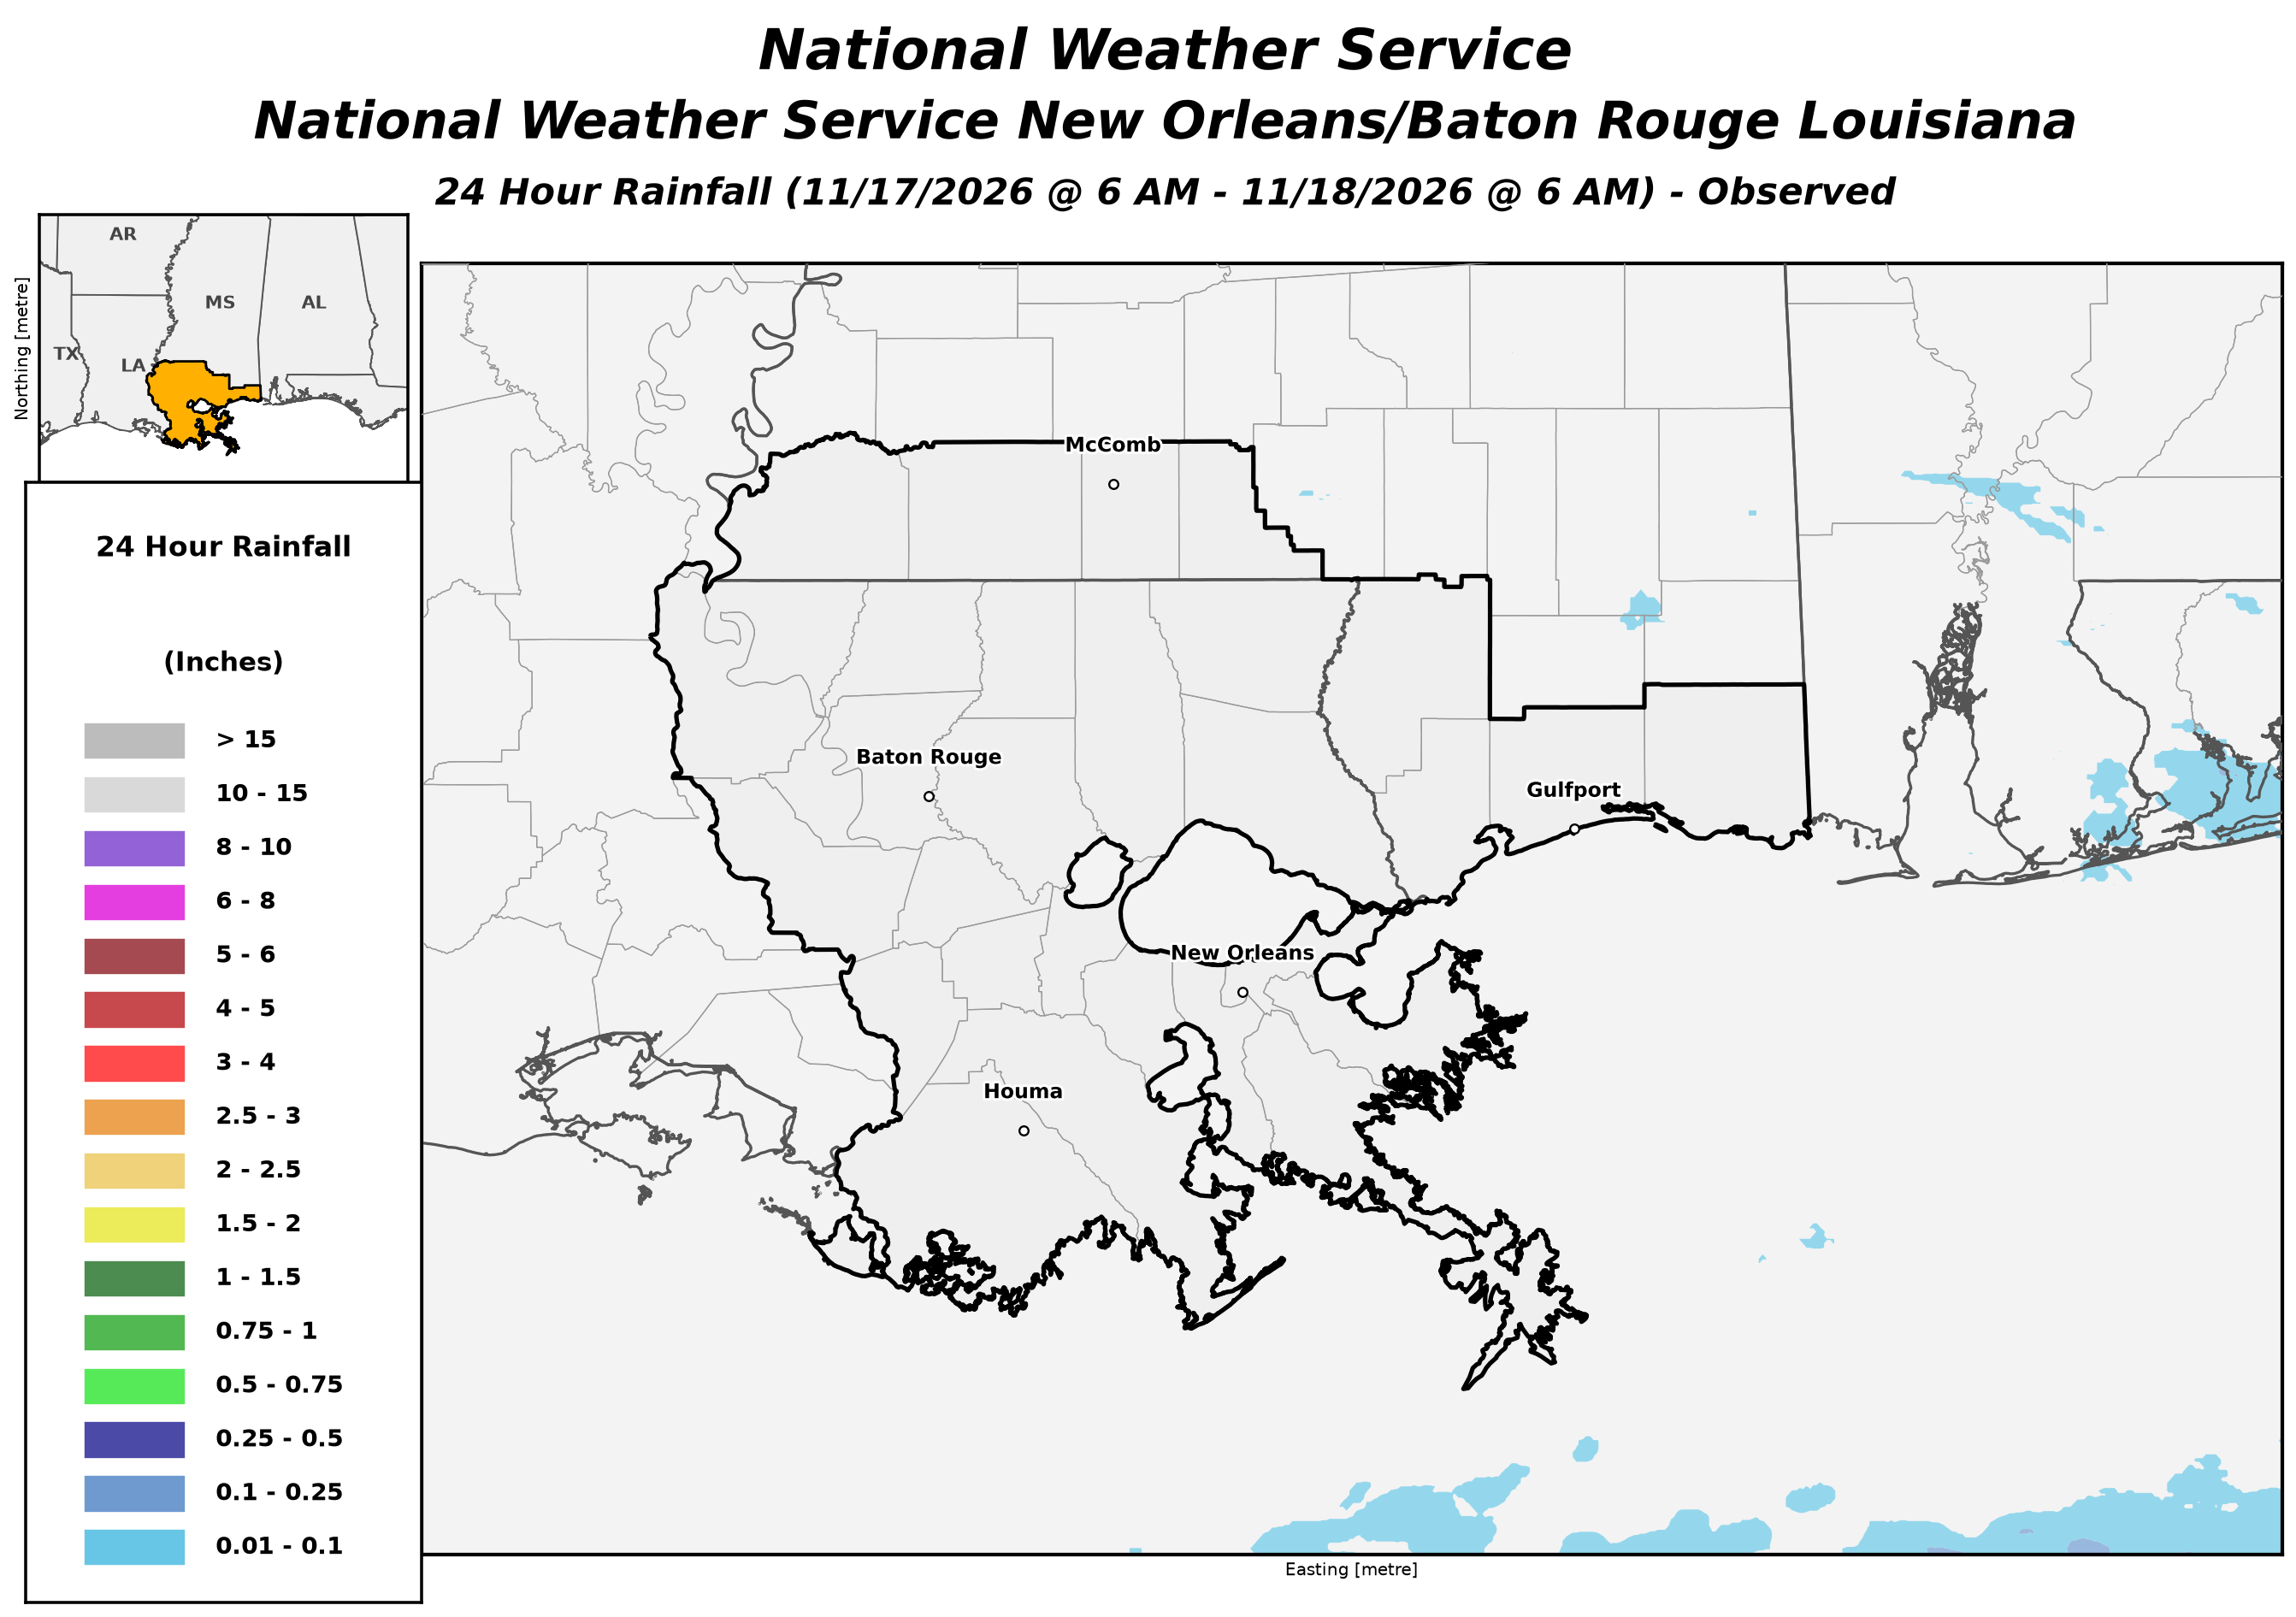 National Weather Service
National Weather Service New Orleans/Baton Rouge Louisiana
24 Hour Rainfall (11/17/2026 @ 6 AM - 11/18/2026 @ 6 AM) - Observed
Northing [metre]
AR
MS
AL
TX
LA
24 Hour Rainfall
(Inches)
> 15
10 - 15
8 - 10
6 - 8
5 - 6
4 - 5
3 - 4
2.5 - 3
2 - 2.5
1.5 - 2
1 - 1.5
0.75 - 1
0.5 - 0.75
0.25 - 0.5
0.1 - 0.25
0.01 - 0.1
McComb
Baton Rouge
Gulfport
New Orleans
Houma
Easting [metre]